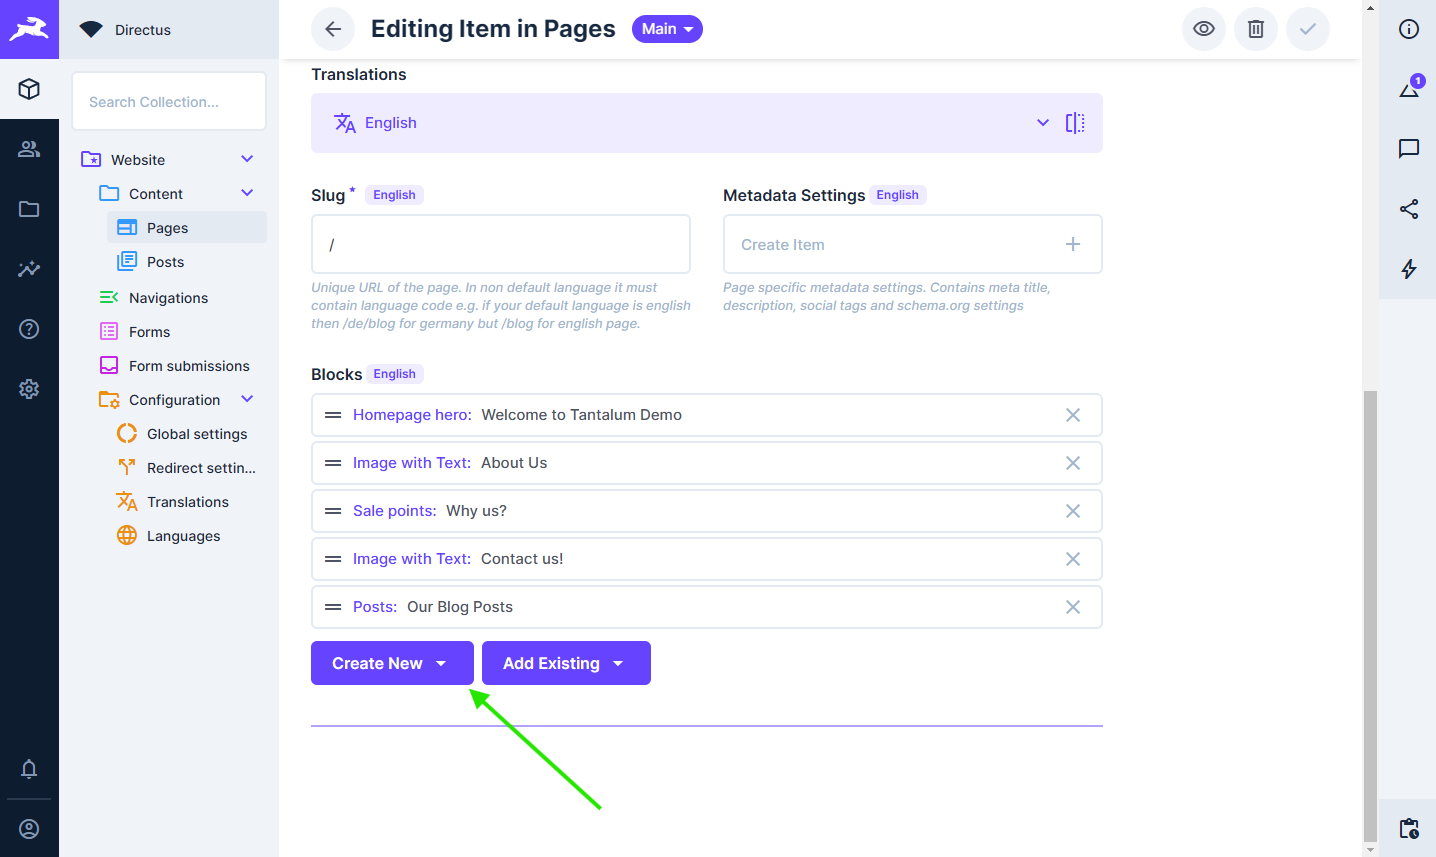 Directus
Editing Item in Pages
Main
1
Search Collection...
Website
Content
Pages
Posts
Navigations
Forms
Form submissions
Configuration
Global settings
Redirect settin...
Translations
Languages
Translations
English
Slug * English
/
Unique URL of the page. In non default language it must
contain language code e.g. if your default language is english
then /de/blog for germany but /blog for english page.
Metadata Settings English
Create Item
Page specific metadata settings. Contains meta title,
description, social tags and schema.org settings
Blocks English
Homepage hero: Welcome to Tantalum Demo
Image with Text: About Us
Sale points: Why us?
Image with Text: Contact us!
Posts: Our Blog Posts
Create New
Add Existing